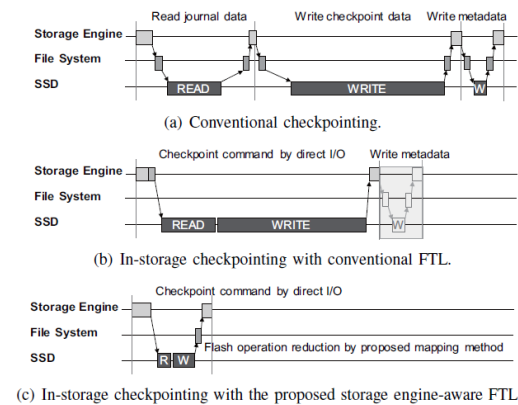 Read journal data Write checkpoint data Write metadata
Storage Engine
File System
SSD READ WRITE W
(a) Conventional checkpointing.
Checkpoint command by direct I/O Write metadata
Storage Engine
File System
SSD READ WRITE W
(b) In-storage checkpointing with conventional FTL.
Checkpoint command by direct I/O
Storage Engine
File System
Flash operation reduction by proposed mapping method
SSD R W
(c) In-storage checkpointing with the proposed storage engine-aware FTL